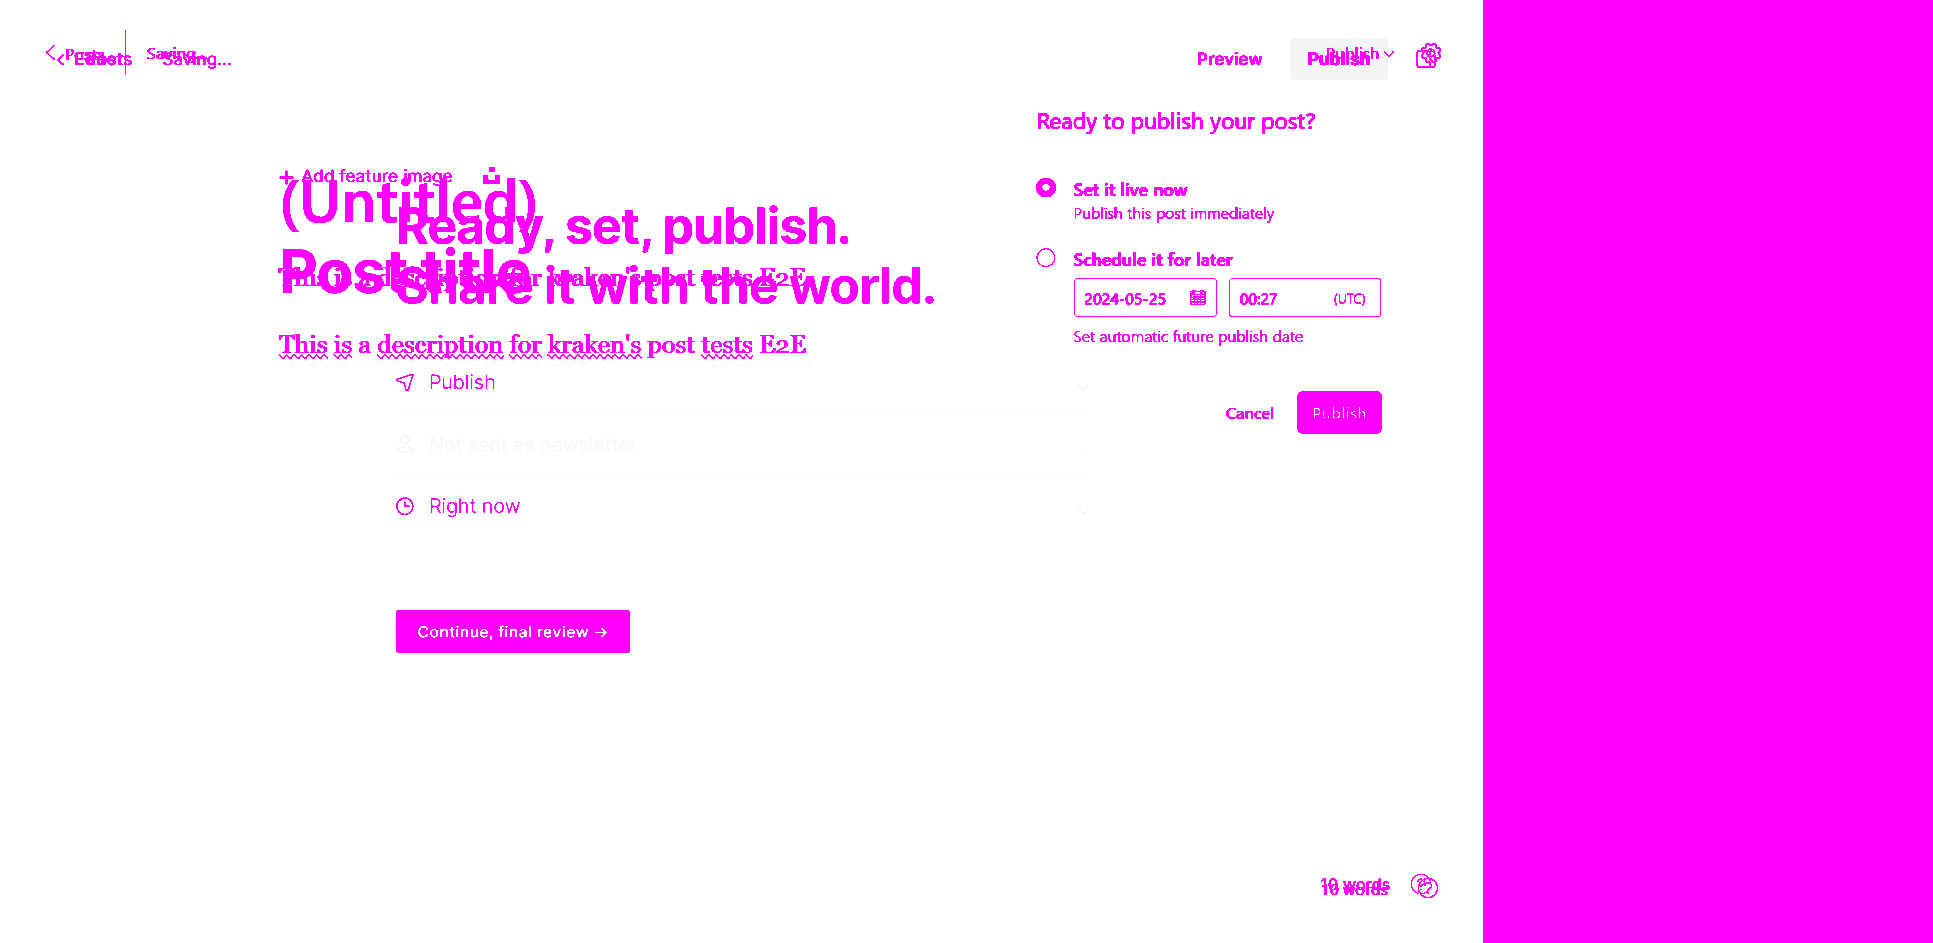 Posts Saving...
Editor Posts Saving... Preview Publish Publish
Ready to publish your post?
Add feature image
(Untitled)
Set it live now
Publish this post immediately
Ready, set, publish.
Post title
This is a description for kraken's post tests E2E
Share it with the world.
Schedule it for later
2024-05-25 00:27 (UTC)
Set automatic future publish date
This is a description for kraken's post tests E2E
Publish
Cancel Publish
Not sent as newsletter
Right now
Continue, final review →
10 words
10 words